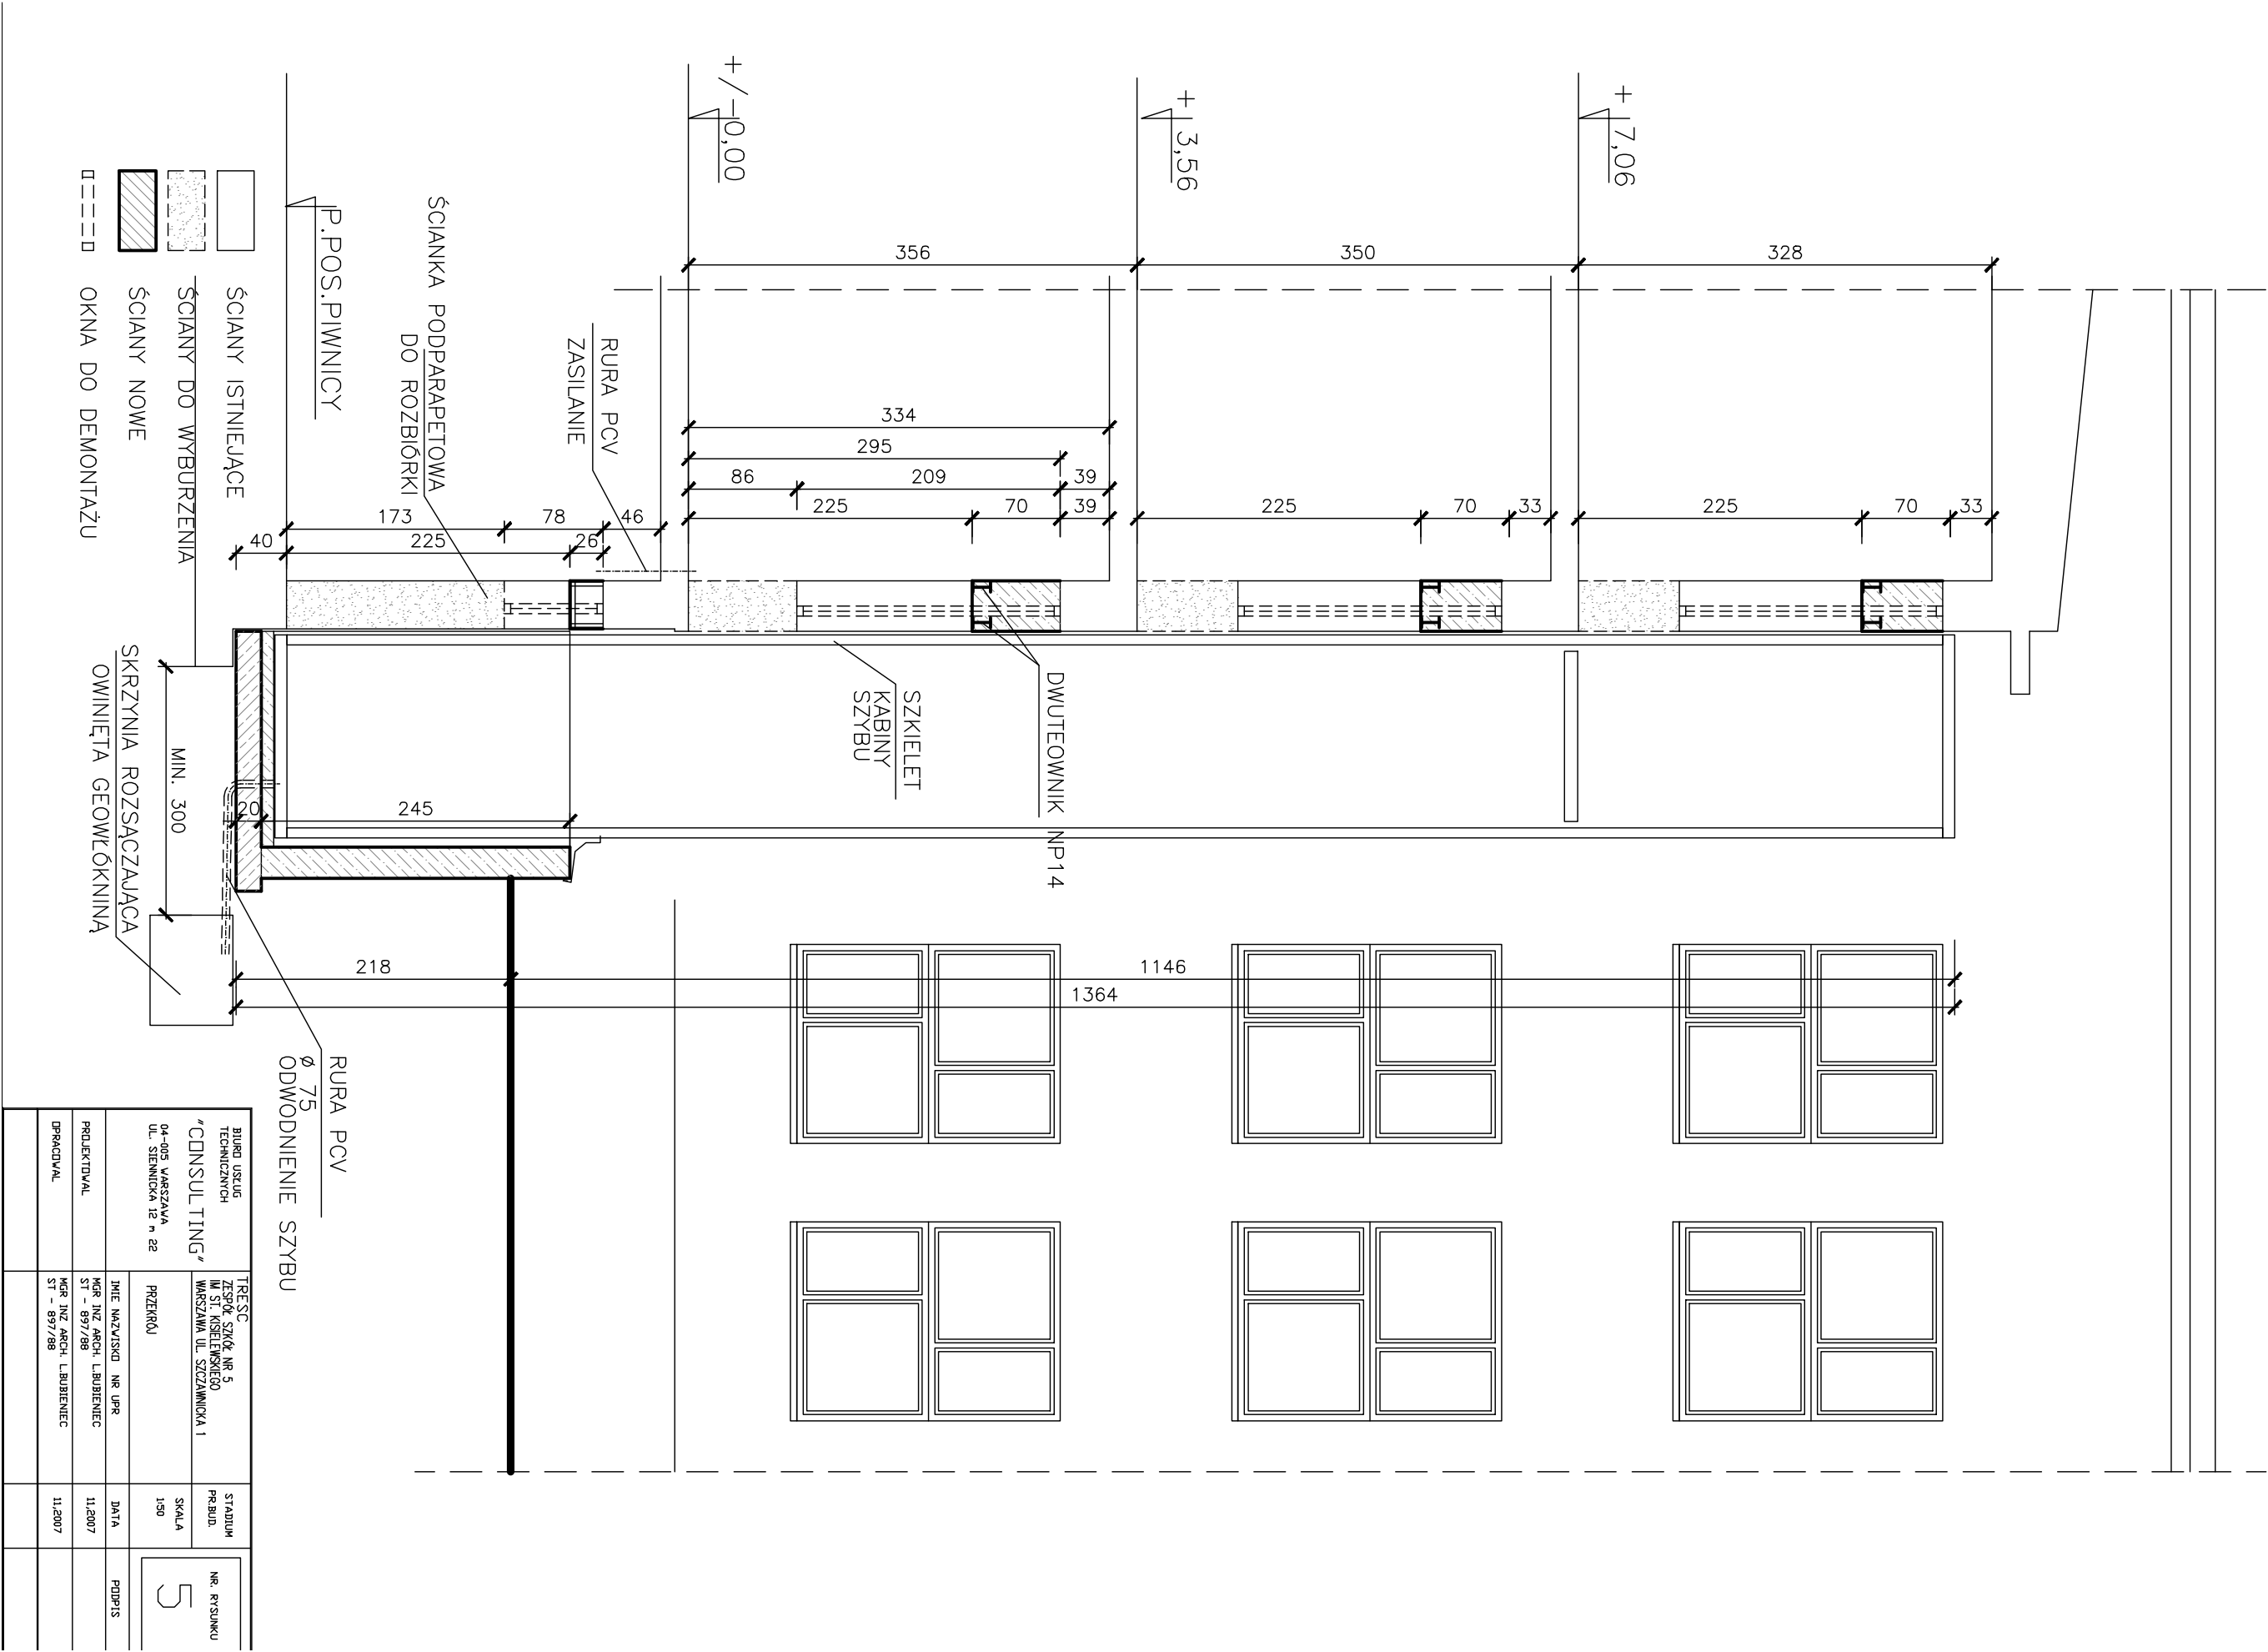 + 7,06
+ 3,56
+/-0,00
P.POS.PIWNICY
356
350
328
334
295
86
209
39
225
70
39
225
70
33
225
70
33
173
78
46
40
225
26
ŚCIANKA PODPARAPETOWA
DO ROZBIÓRKI
RURA PCV
ZASILANIE
ŚCIANY ISTNIEJĄCE
ŚCIANY DO WYBURZENIA
ŚCIANY NOWE
OKNA DO DEMONTAŻU
DWUTEOWNIK NP14
SZKIELET
KABINY
SZYBU
MIN. 300
SKRZYNIA ROZSĄCZAJĄCA
OWINIĘTA GEOWŁÓKNINĄ
20
245
218
1146
1364
RURA PCV
Ø 75
ODWODNIENIE SZYBU
BIURO USŁUG
TECHNICZNYCH
"CONSULTING"
04-005 WARSZAWA
UL. SIENNICKA 12 m 22
TRESC
ZESPÓŁ SZKÓŁ NR 5
IM ST. KISIELEWSKIEGO
WARSZAWA UL. SZCZAWNICKA 1
PRZEKRÓJ
STADIUM
PR.BUD.
SKALA
1:50
NR. RYSUNKU
5
IMIE NAZWISKO NR UPR
DATA
PODPIS
PROJEKTOWAL
MGR INZ ARCH. L.BUBIENIEC
ST - 897/88
11,2007
OPRACOWAL
MGR INZ ARCH. L.BUBIENIEC
ST - 897/88
11,2007